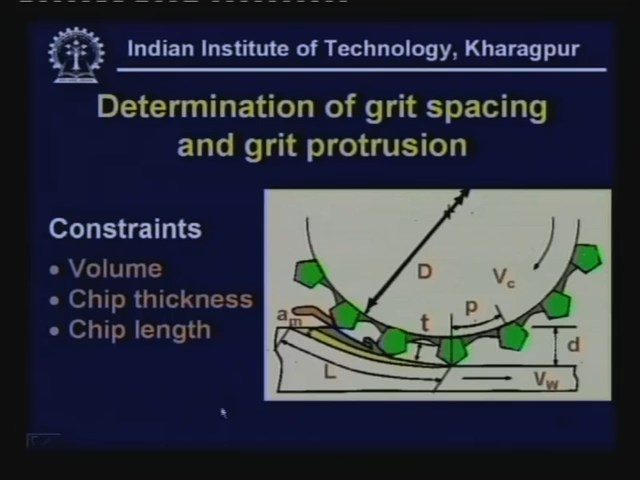 Indian Institute of Technology, Kharagpur
Determination of grit spacing
and grit protrusion
Constraints
• Volume
• Chip thickness
• Chip length
D
Vc
p
t
am
d
L
Vw